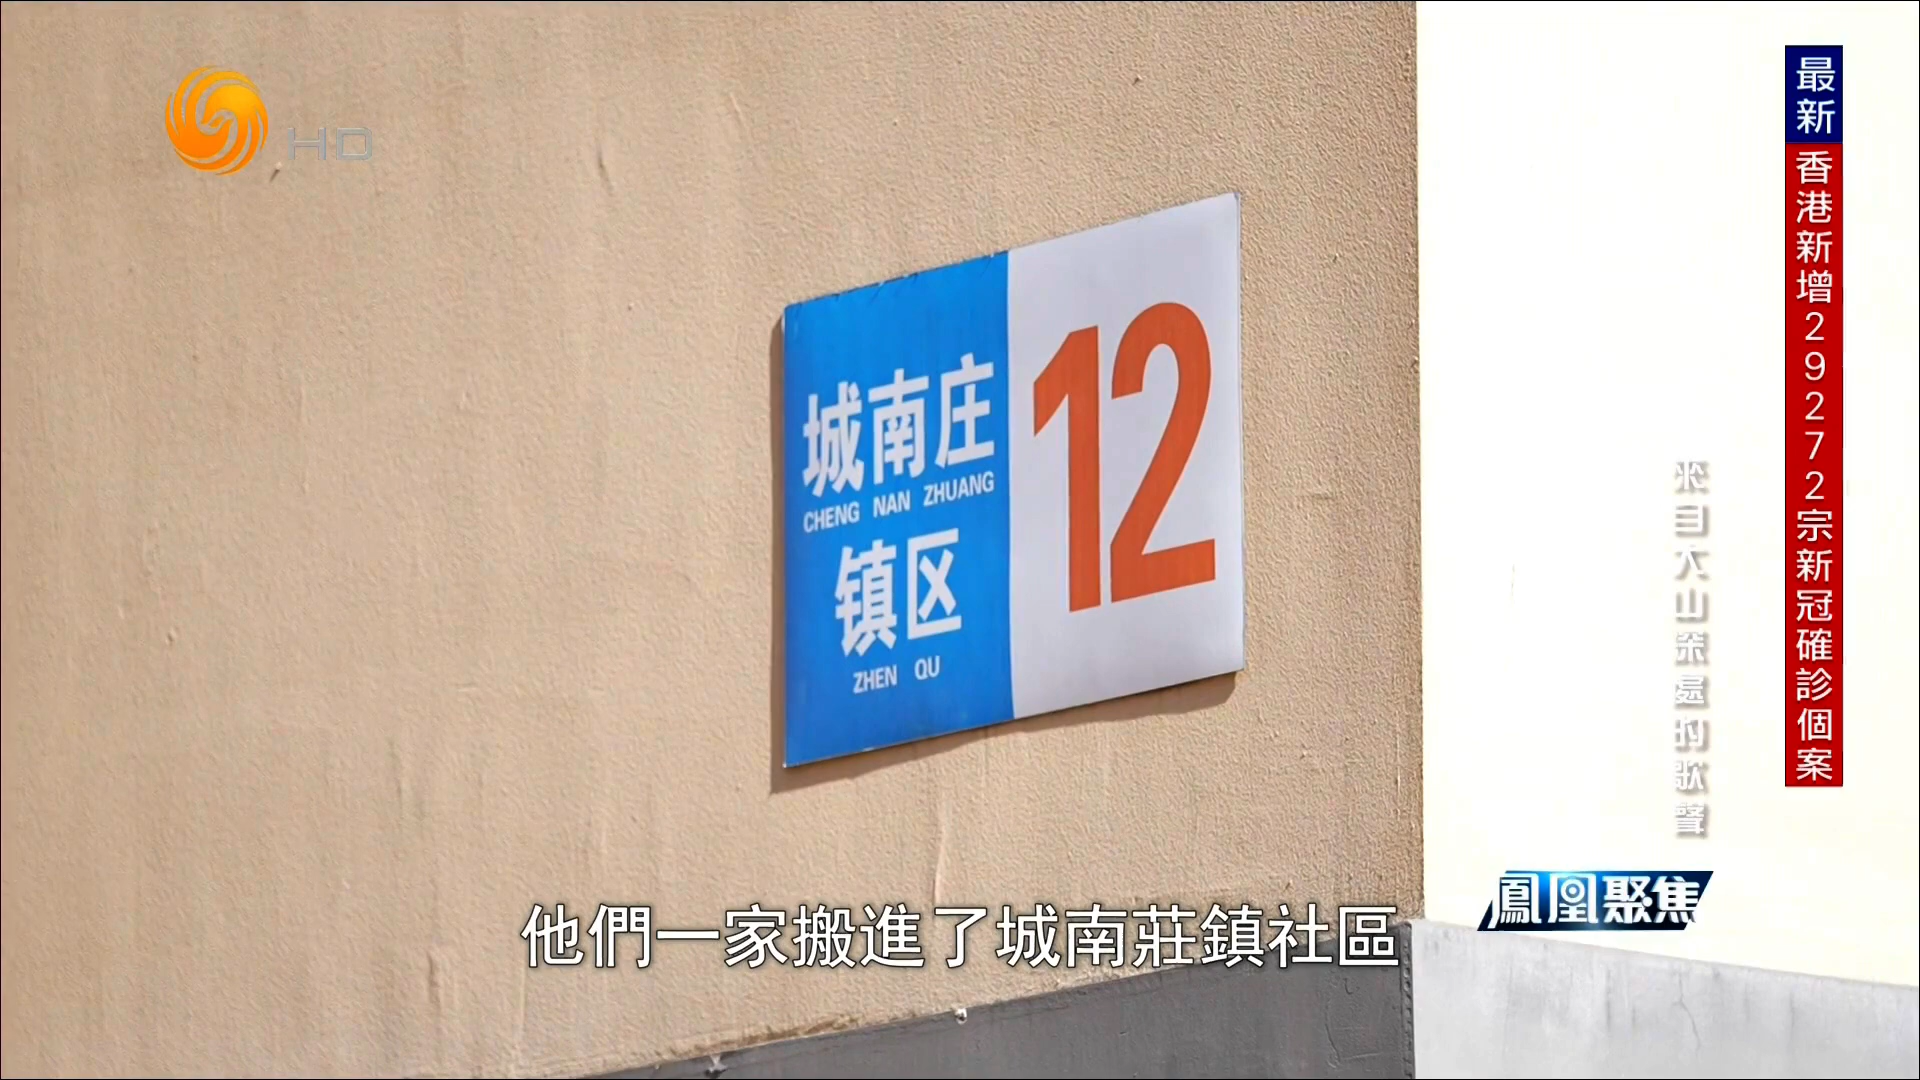 HD
城南庄
CHENG NAN ZHUANG
镇区
ZHEN QU
12
最新
香港新增29272宗新冠確診個案
來自大山深處的歌聲
鳳凰聚焦
他們一家搬進了城南莊鎮社區